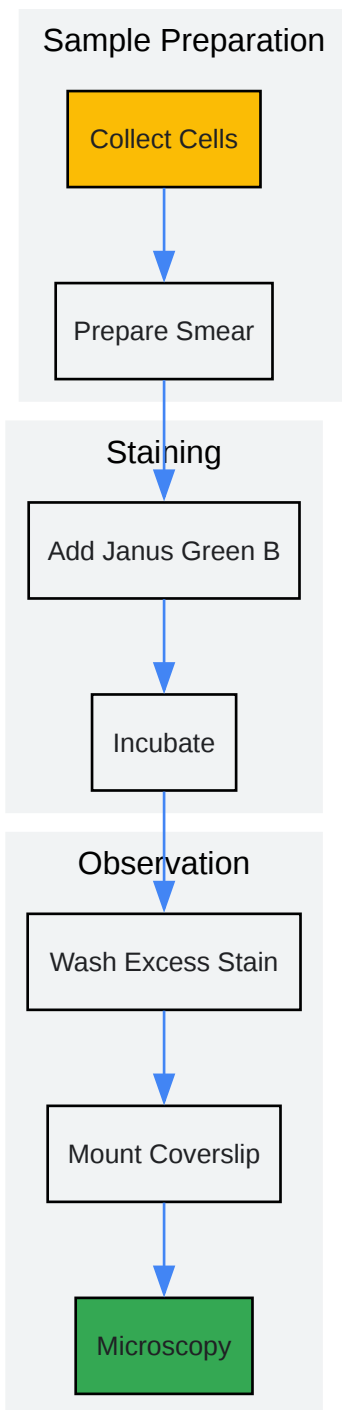 Sample Preparation
Collect Cells
Prepare Smear
Staining
Add Janus Green B
Incubate
Observation
Wash Excess Stain
Mount Coverslip
Microscopy